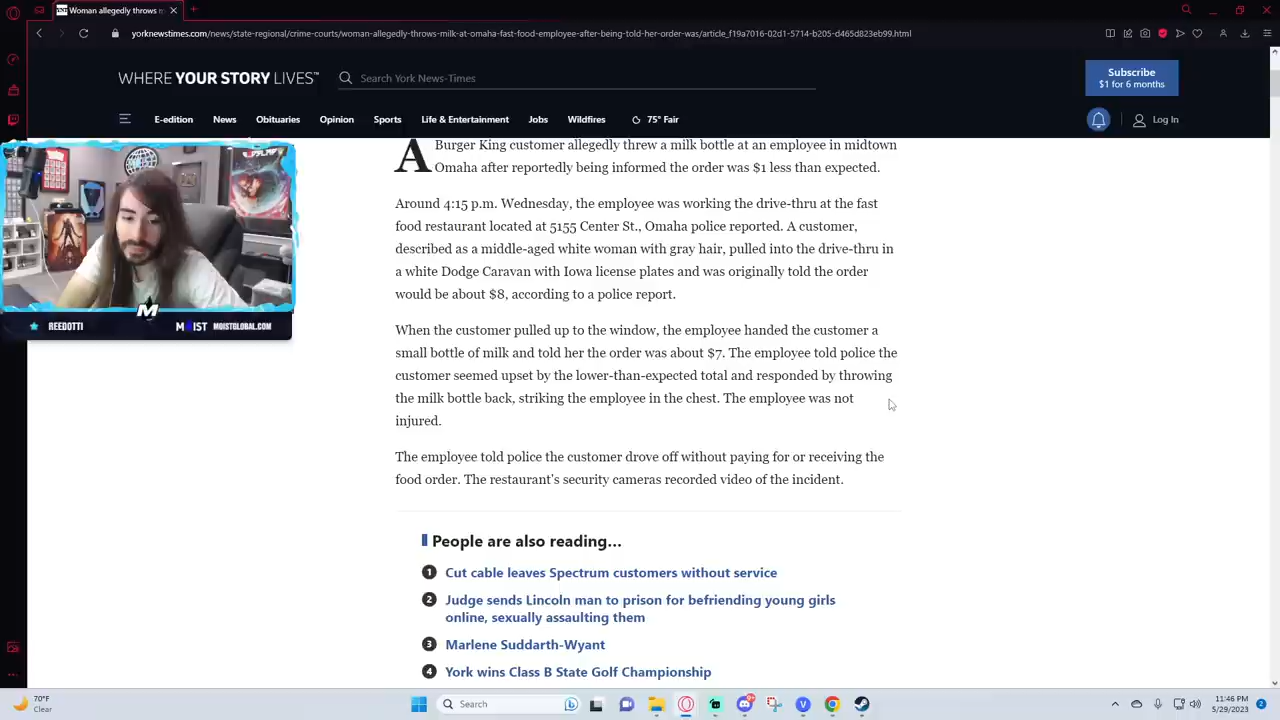 Woman allegedly throws m
yorknewstimes.com/news/state-regional/crime-courts/woman-allegedly-throws-milk-at-omaha-fast-food-employee-after-being-told-her-order-was/article_f19a7016-02d1-5714-b205-d465d823eb99.html
WHERE YOUR STORY LIVES™
Search York News-Times
Subscribe
$1 for 6 months
E-edition News Obituaries Opinion Sports Life & Entertainment Jobs Wildfires 75° Fair
Log In
A Burger King customer allegedly threw a milk bottle at an employee in midtown
Omaha after reportedly being informed the order was $1 less than expected.
Around 4:15 p.m. Wednesday, the employee was working the drive-thru at the fast
food restaurant located at 5155 Center St., Omaha police reported. A customer,
described as a middle-aged white woman with gray hair, pulled into the drive-thru in
a white Dodge Caravan with Iowa license plates and was originally told the order
would be about $8, according to a police report.
When the customer pulled up to the window, the employee handed the customer a
small bottle of milk and told her the order was about $7. The employee told police the
customer seemed upset by the lower-than-expected total and responded by throwing
the milk bottle back, striking the employee in the chest. The employee was not
injured.
The employee told police the customer drove off without paying for or receiving the
food order. The restaurant's security cameras recorded video of the incident.
M
REEDOTTI
MOIST MOISTGLOBAL.COM
People are also reading…
1 Cut cable leaves Spectrum customers without service
2 Judge sends Lincoln man to prison for befriending young girls
online, sexually assaulting them
3 Marlene Suddarth-Wyant
4 York wins Class B State Golf Championship
70°F
Clear
Search
9+
11:46 PM
5/29/2023
2